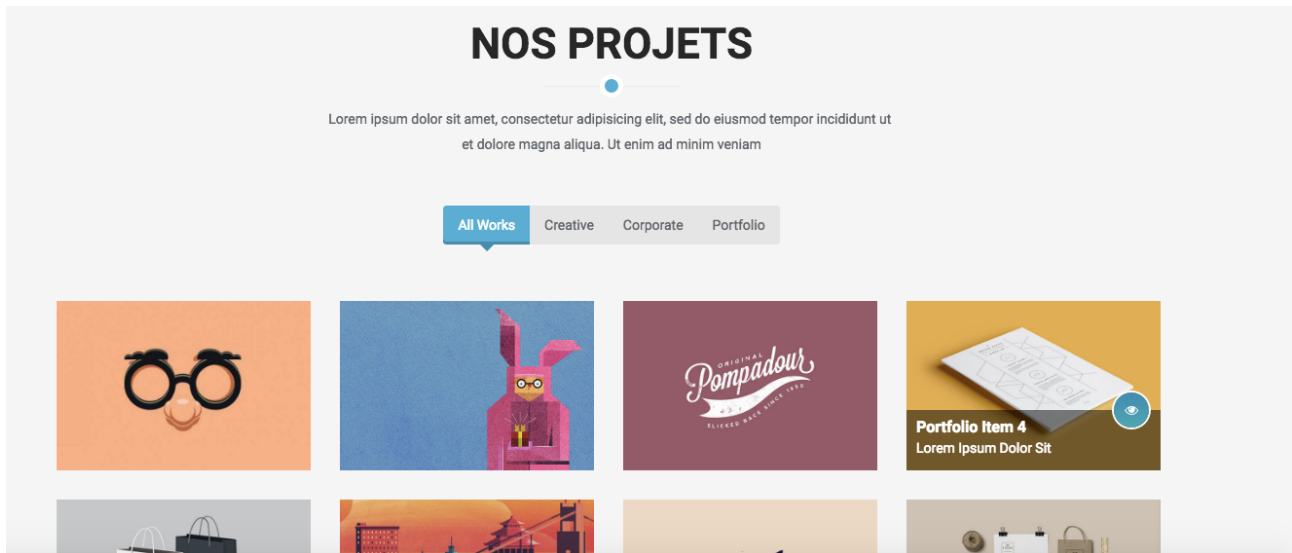 NOS PROJETS
Lorem ipsum dolor sit amet, consectetur adipisicing elit, sed do eiusmod tempor incididunt ut
et dolore magna aliqua. Ut enim ad minim veniam
All Works Creative Corporate Portfolio
ORIGINAL
Pompadour
SLICKED BACK SINCE 1952
Portfolio Item 4
Lorem Ipsum Dolor Sit